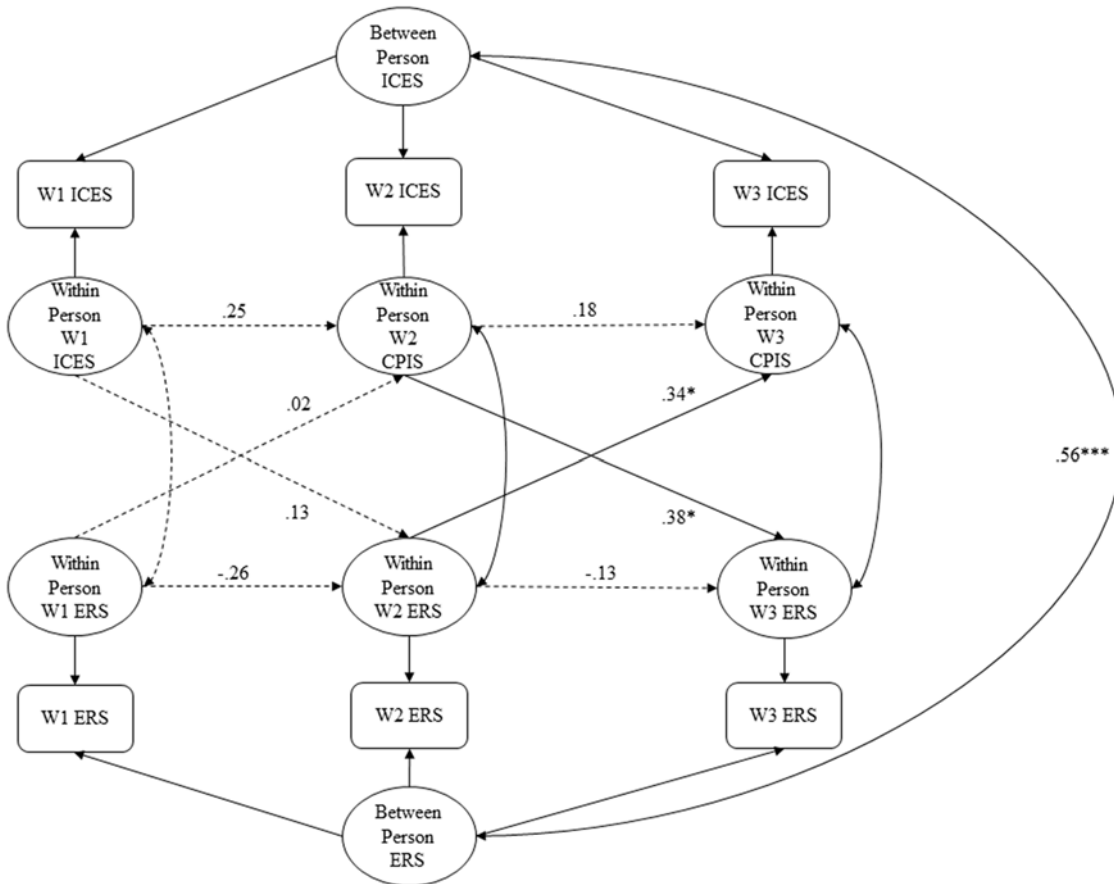 Between
Person
ICES
W1 ICES
W2 ICES
W3 ICES
Within
Person
W1
ICES
.25
Within
Person
W2
CPIS
.18
Within
Person
W3
CPIS
.02
.34*
.56***
.13
.38*
Within
Person
W1 ERS
-.26
Within
Person
W2 ERS
-.13
Within
Person
W3 ERS
W1 ERS
W2 ERS
W3 ERS
Between
Person
ERS